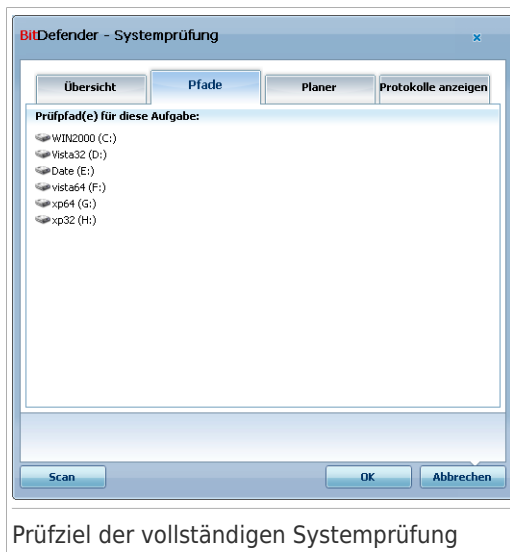 BitDefender - Systemprüfung
Übersicht Pfade Planer Protokolle anzeigen
Prüfpfad(e) für diese Aufgabe:
WIN2000 (C:)
Vista32 (D:)
Date (E:)
vista64 (F:)
xp64 (G:)
xp32 (H:)
Scan OK Abbrechen
Prüfziel der vollständigen Systemprüfung